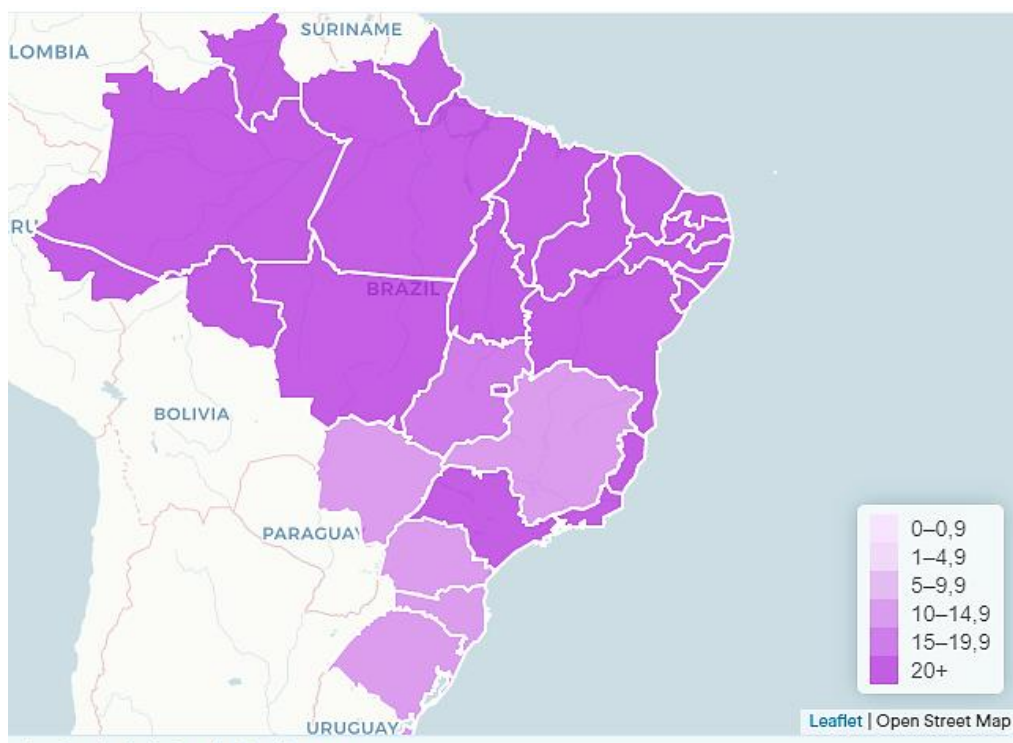 SURINAME
LOMBIA
RU
BRAZIL
BOLIVIA
PARAGUAY
URUGUAY
0–0,9
1–4,9
5–9,9
10–14,9
15–19,9
20+
Leaflet | Open Street Map